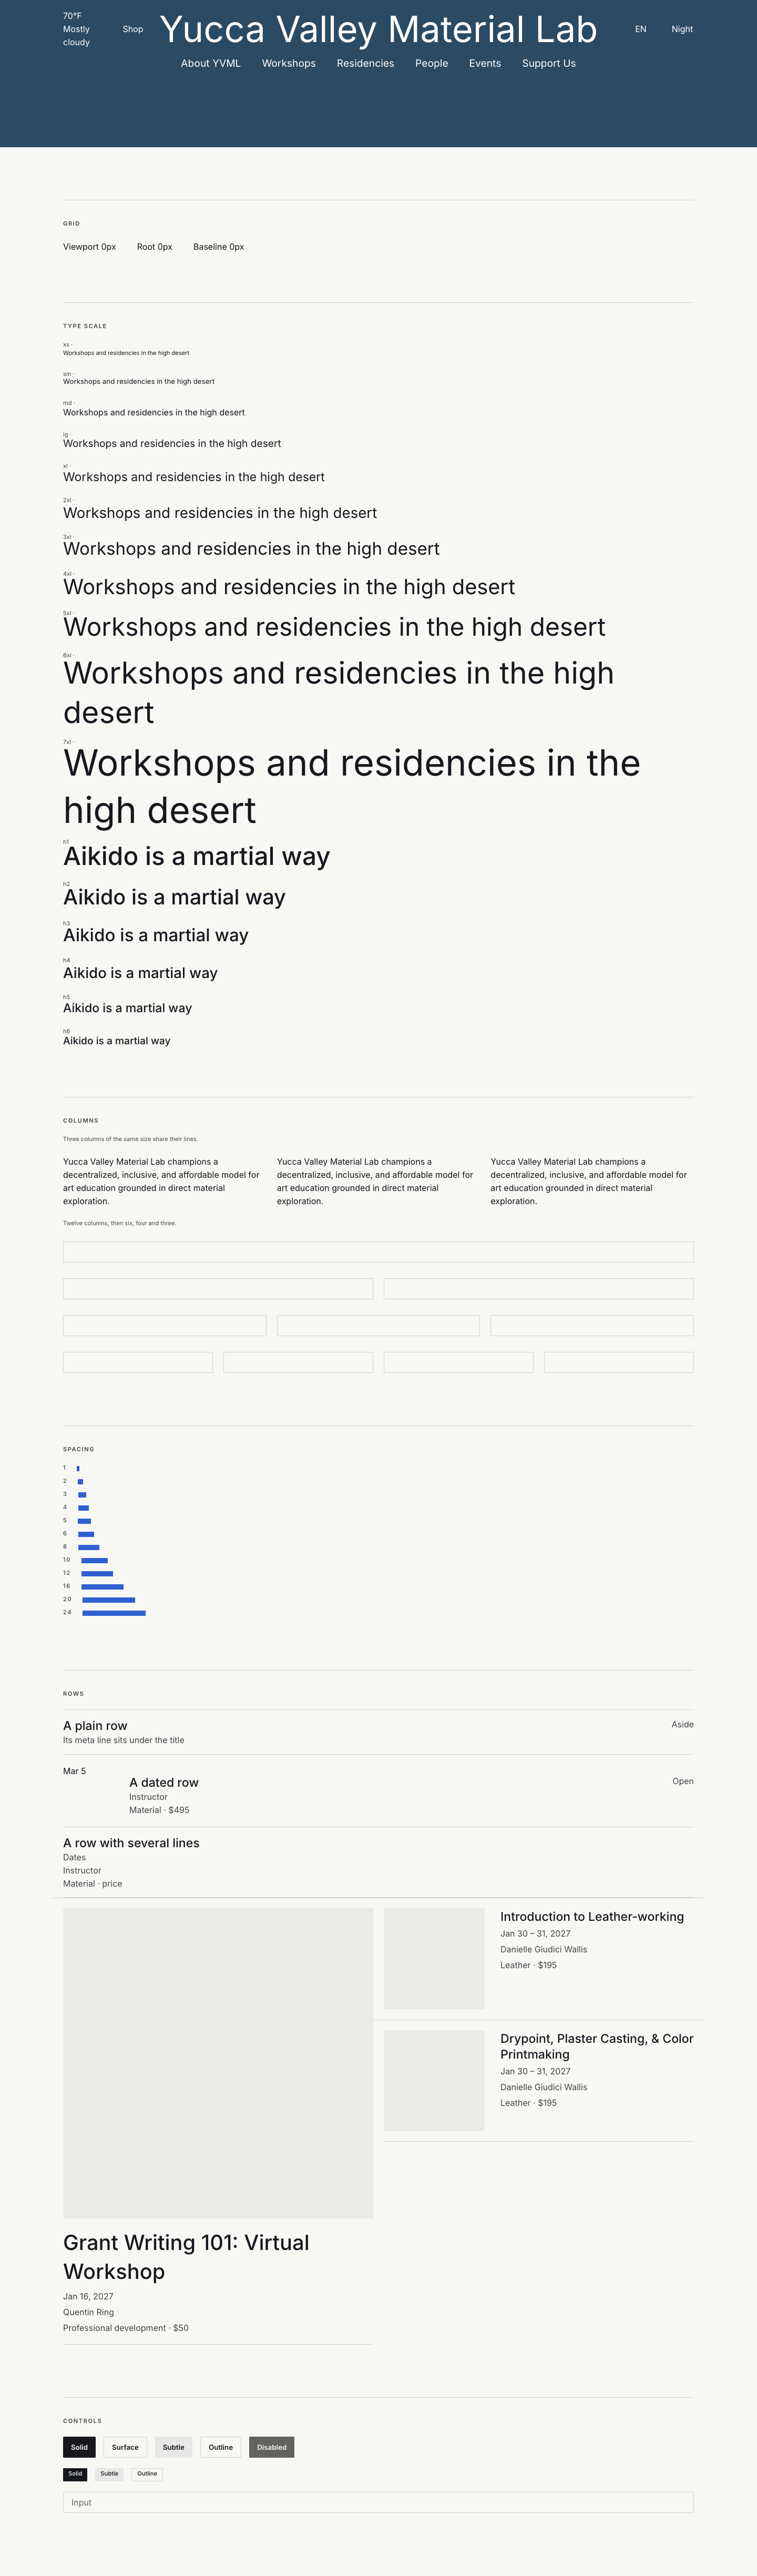 70°F
Mostly
cloudy
Shop
Yucca Valley Material Lab
EN
Night
About YVML
Workshops
Residencies
People
Events
Support Us
GRID
Viewport 0px
Root 0px
Baseline 0px
TYPE SCALE
xs ·
Workshops and residencies in the high desert
sm ·
Workshops and residencies in the high desert
md ·
Workshops and residencies in the high desert
lg ·
Workshops and residencies in the high desert
xl ·
Workshops and residencies in the high desert
2xl ·
Workshops and residencies in the high desert
3xl ·
Workshops and residencies in the high desert
4xl ·
Workshops and residencies in the high desert
5xl ·
Workshops and residencies in the high desert
6xl ·
Workshops and residencies in the high
desert
7xl ·
Workshops and residencies in the
high desert
h1
Aikido is a martial way
h2
Aikido is a martial way
h3
Aikido is a martial way
h4
Aikido is a martial way
h5
Aikido is a martial way
h6
Aikido is a martial way
COLUMNS
Three columns of the same size share their lines.
Yucca Valley Material Lab champions a
decentralized, inclusive, and affordable model for
art education grounded in direct material
exploration.
Yucca Valley Material Lab champions a
decentralized, inclusive, and affordable model for
art education grounded in direct material
exploration.
Yucca Valley Material Lab champions a
decentralized, inclusive, and affordable model for
art education grounded in direct material
exploration.
Twelve columns, then six, four and three.
SPACING
1
2
3
4
5
6
8
10
12
16
20
24
ROWS
A plain row
Its meta line sits under the title
Aside
Mar 5
A dated row
Instructor
Material · $495
Open
A row with several lines
Dates
Instructor
Material · price
Introduction to Leather-working
Jan 30 – 31, 2027
Danielle Giudici Wallis
Leather · $195
Drypoint, Plaster Casting, & Color
Printmaking
Jan 30 – 31, 2027
Danielle Giudici Wallis
Leather · $195
Grant Writing 101: Virtual
Workshop
Jan 16, 2027
Quentin Ring
Professional development · $50
CONTROLS
Solid
Surface
Subtle
Outline
Disabled
Solid
Subtle
Outline
Input